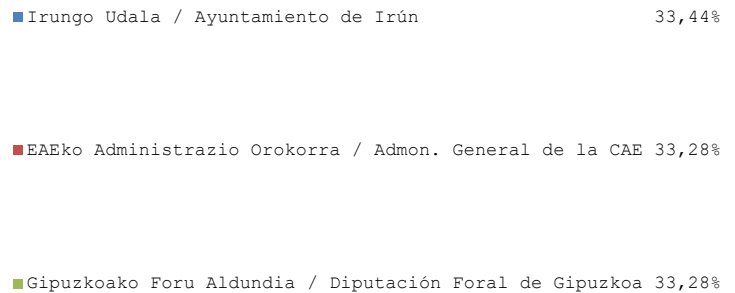 Irungo Udala / Ayuntamiento de Irún 33,44%
EAEko Administrazio Orokorra / Admon. General de la CAE 33,28%
Gipuzkoako Foru Aldundia / Diputación Foral de Gipuzkoa 33,28%